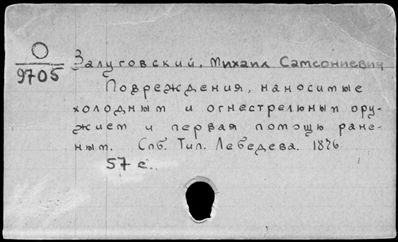 О
9705
Залуговский, Михаил Самсониевич
Повреждения, наносимые
холодным и огнестрельным ору-
жием и первая помощь ране-
ным. Спб. Тип. Лебедева. 1876
57 с.